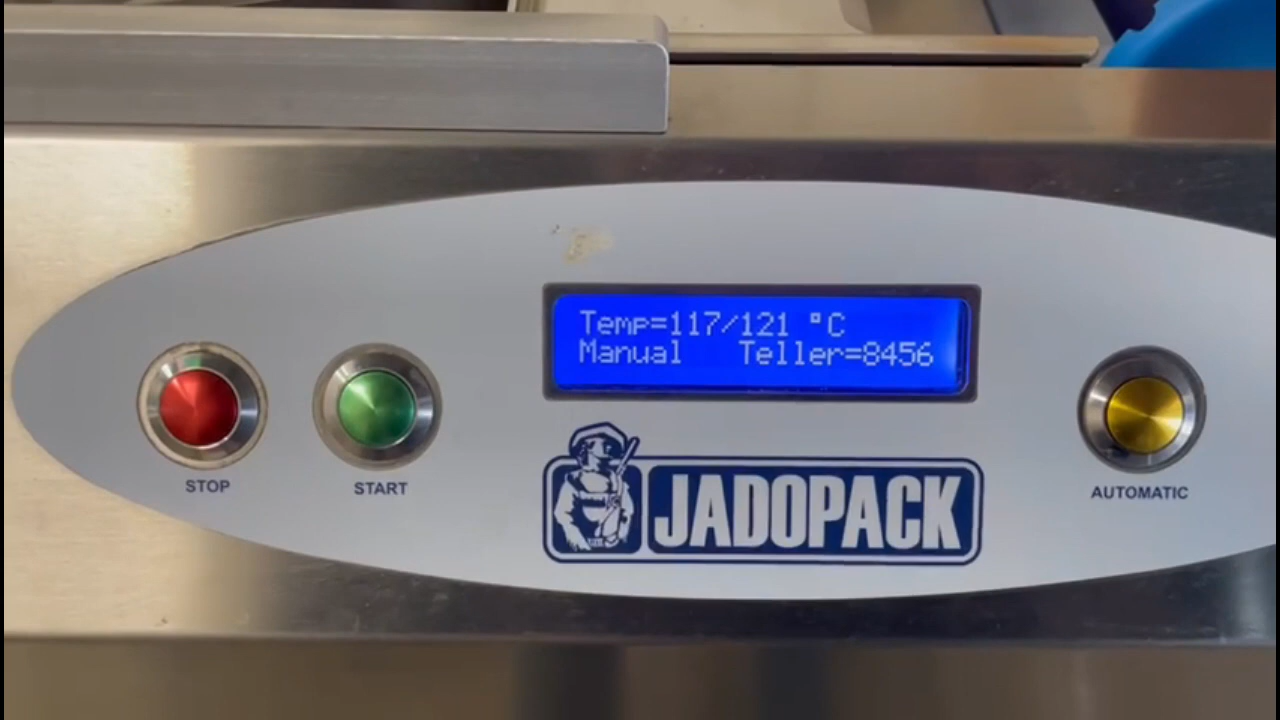 Temp=117/121 °C
Manual Teller=8456
STOP
START
AUTOMATIC
JADOPACK